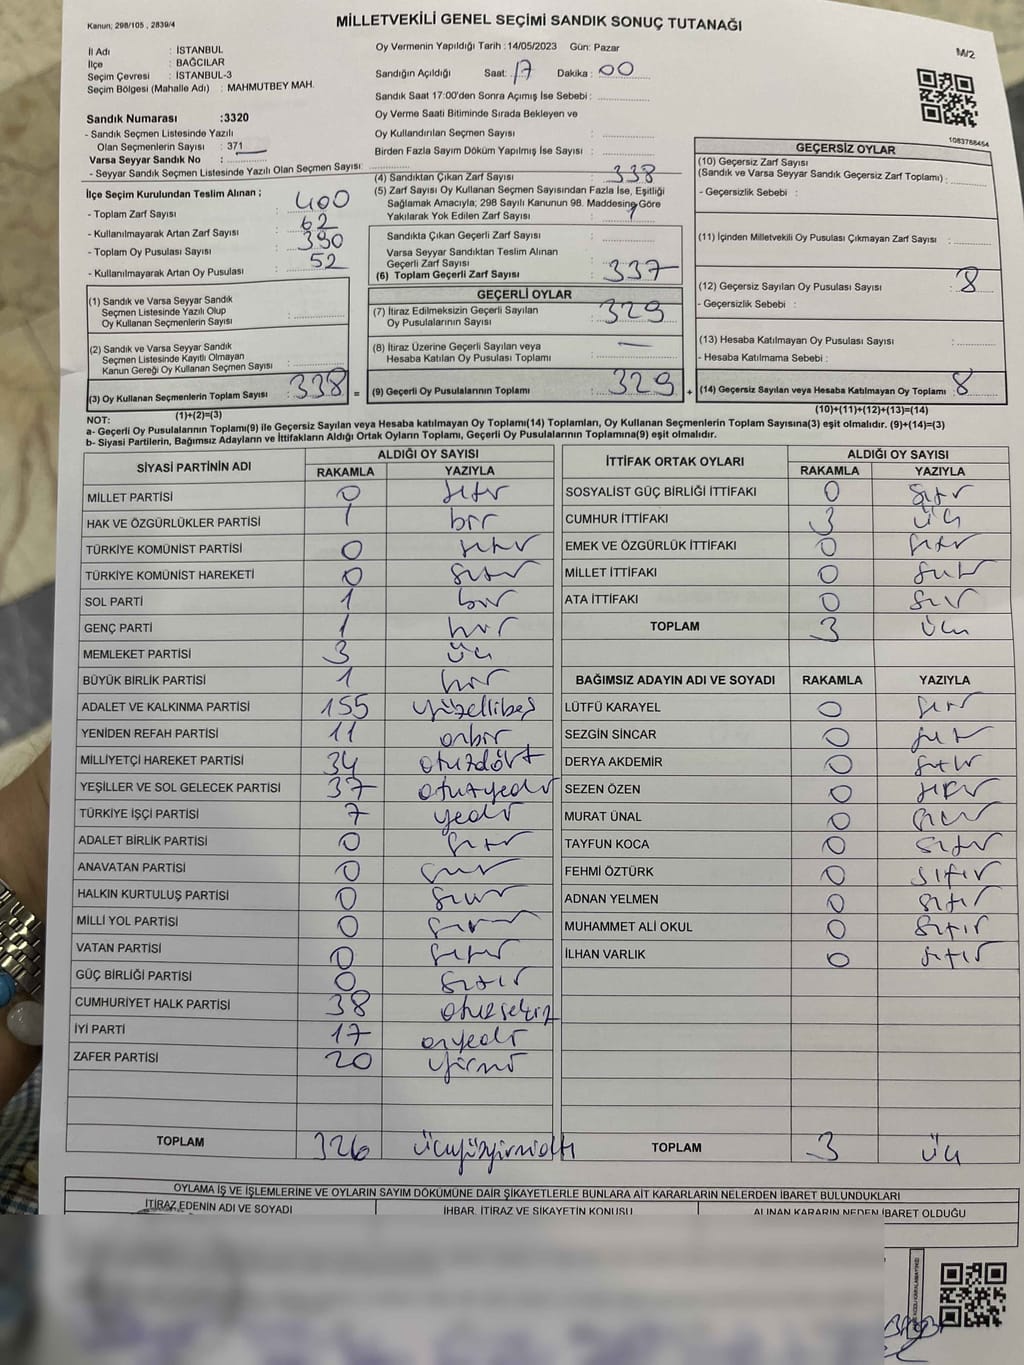 Kanun; 298/105 , 2839/4
MİLLETVEKİLİ GENEL SEÇİMİ SANDIK SONUÇ TUTANAĞI
M/2
İl Adı : İSTANBUL
İlçe : BAĞCILAR
Seçim Çevresi : İSTANBUL-3
Seçim Bölgesi (Mahalle Adı) : MAHMUTBEY MAH.
Oy Vermenin Yapıldığı Tarih : 14/05/2023 Gün: Pazar
Sandığın Açıldığı Saat: 17 Dakika: 00
Sandık Saat 17:00'den Sonra Açımış İse Sebebi :
Oy Verme Saati Bitiminde Sırada Bekleyen ve
Oy Kullandırılan Seçmen Sayısı :
Birden Fazla Sayım Döküm Yapılmış İse Sayısı :
1083788454
Sandık Numarası :3320
- Sandık Seçmen Listesinde Yazılı
Olan Seçmenlerin Sayısı : 371
Varsa Seyyar Sandık No :
- Seyyar Sandık Seçmen Listesinde Yazılı Olan Seçmen Sayısı:
İlçe Seçim Kurulundan Teslim Alınan ;
- Toplam Zarf Sayısı : 400
- Kullanılmayarak Artan Zarf Sayısı : 62
- Toplam Oy Pusulası Sayısı : 390
- Kullanılmayarak Artan Oy Pusulası : 52
(1) Sandık ve Varsa Seyyar Sandık
Seçmen Listesinde Yazılı Olup
Oy Kullanan Seçmenlerin Sayısı :
(2) Sandık ve Varsa Seyyar Sandık
Seçmen Listesinde Kayıtlı Olmayan
Kanun Gereği Oy Kullanan Seçmen Sayısı :
(3) Oy Kullanan Seçmenlerin Toplam Sayısı : 338
(1)+(2)=(3)
=
(4) Sandıktan Çıkan Zarf Sayısı : 338
(5) Zarf Sayısı Oy Kullanan Seçmen Sayısından Fazla İse, Eşitliği
Sağlamak Amacıyla; 298 Sayılı Kanunun 98. Maddesine Göre
Yakılarak Yok Edilen Zarf Sayısı : 1
Sandıkta Çıkan Geçerli Zarf Sayısı :
Varsa Seyyar Sandıktan Teslim Alınan
Geçerli Zarf Sayısı :
(6) Toplam Geçerli Zarf Sayısı : 337
GEÇERLİ OYLAR
(7) İtiraz Edilmeksizin Geçerli Sayılan
Oy Pusulalarının Sayısı : 329
(8) İtiraz Üzerine Geçerli Sayılan veya
Hesaba Katılan Oy Pusulası Toplamı : —
(9) Geçerli Oy Pusulalarının Toplamı : 329
+
GEÇERSİZ OYLAR
(10) Geçersiz Zarf Sayısı
(Sandık ve Varsa Seyyar Sandık Geçersiz Zarf Toplamı) :
- Geçersizlik Sebebi :
(11) İçinden Milletvekili Oy Pusulası Çıkmayan Zarf Sayısı :
(12) Geçersiz Sayılan Oy Pusulası Sayısı : 8
- Geçersizlik Sebebi :
(13) Hesaba Katılmayan Oy Pusulası Sayısı :
- Hesaba Katılmama Sebebi :
(14) Geçersiz Sayılan veya Hesaba Katılmayan Oy Toplamı : 8
(10)+(11)+(12)+(13)=(14)
NOT:
a- Geçerli Oy Pusulalarının Toplamı(9) ile Geçersiz Sayılan veya Hesaba katılmayan Oy Toplamı(14) Toplamları, Oy Kullanan Seçmenlerin Toplam Sayısına(3) eşit olmalıdır. (9)+(14)=(3)
b- Siyasi Partilerin, Bağımsız Adayların ve İttifakların Aldığı Ortak Oyların Toplamı, Geçerli Oy Pusulalarının Toplamına(9) eşit olmalıdır.
SİYASİ PARTİNİN ADI ALDIĞI OY SAYISI
RAKAMLA YAZIYLA
MİLLET PARTİSİ 0 sıfır
HAK VE ÖZGÜRLÜKLER PARTİSİ 1 bir
TÜRKİYE KOMÜNİST PARTİSİ 0 sıfır
TÜRKİYE KOMÜNİST HAREKETİ 0 sıfır
SOL PARTİ 1 bir
GENÇ PARTİ 1 bir
MEMLEKET PARTİSİ 3 üç
BÜYÜK BİRLİK PARTİSİ 1 bir
ADALET VE KALKINMA PARTİSİ 155 yüzellibeş
YENİDEN REFAH PARTİSİ 11 onbir
MİLLİYETÇİ HAREKET PARTİSİ 34 otuzdört
YEŞİLLER VE SOL GELECEK PARTİSİ 37 otuzyedi
TÜRKİYE İŞÇİ PARTİSİ 7 yedi
ADALET BİRLİK PARTİSİ 0 sıfır
ANAVATAN PARTİSİ 0 sıfır
HALKIN KURTULUŞ PARTİSİ 0 sıfır
MİLLİ YOL PARTİSİ 0 sıfır
VATAN PARTİSİ 0 sıfır
GÜÇ BİRLİĞİ PARTİSİ 0 sıfır
CUMHURİYET HALK PARTİSİ 38 otuzsekiz
İYİ PARTİ 17 onyedi
ZAFER PARTİSİ 20 yirmi
TOPLAM 326 üçyüzyirmialtı
İTTİFAK ORTAK OYLARI ALDIĞI OY SAYISI
RAKAMLA YAZIYLA
SOSYALİST GÜÇ BİRLİĞİ İTTİFAKI 0 sıfır
CUMHUR İTTİFAKI 3 üç
EMEK VE ÖZGÜRLÜK İTTİFAKI 0 sıfır
MİLLET İTTİFAKI 0 sıfır
ATA İTTİFAKI 0 sıfır
TOPLAM 3 üç
BAĞIMSIZ ADAYIN ADI VE SOYADI RAKAMLA YAZIYLA
LÜTFÜ KARAYEL 0 sıfır
SEZGİN SİNCAR 0 sıfır
DERYA AKDEMİR 0 sıfır
SEZEN ÖZEN 0 sıfır
MURAT ÜNAL 0 sıfır
TAYFUN KOCA 0 sıfır
FEHMİ ÖZTÜRK 0 sıfır
ADNAN YELMEN 0 sıfır
MUHAMMET ALİ OKUL 0 sıfır
İLHAN VARLIK 0 sıfır
TOPLAM 3 üç
OYLAMA İŞ VE İŞLEMLERİNE VE OYLARIN SAYIM DÖKÜMÜNE DAİR ŞİKAYETLERLE BUNLARA AİT KARARLARIN NELERDEN İBARET BULUNDUKLARI
İTİRAZ EDENİN ADI VE SOYADI İHBAR, İTİRAZ VE ŞİKAYETİN KONUSU ALINAN KARARIN NEDEN İBARET OLDUĞU